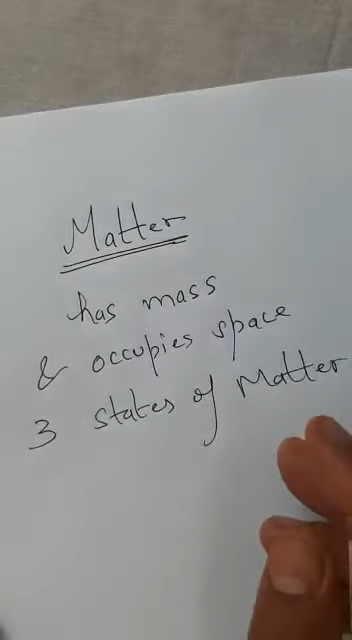 Matter
has mass
& occupies space
3 states of Matter